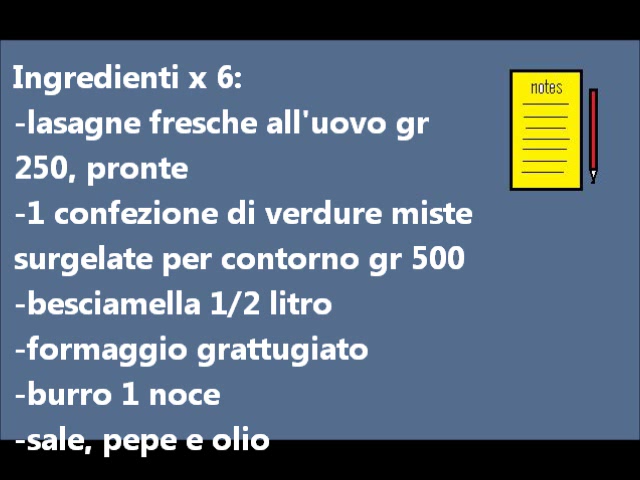 Ingredienti x 6:
-lasagne fresche all'uovo gr
250, pronte
-1 confezione di verdure miste
surgelate per contorno gr 500
-besciamella 1/2 litro
-formaggio grattugiato
-burro 1 noce
-sale, pepe e olio
notes